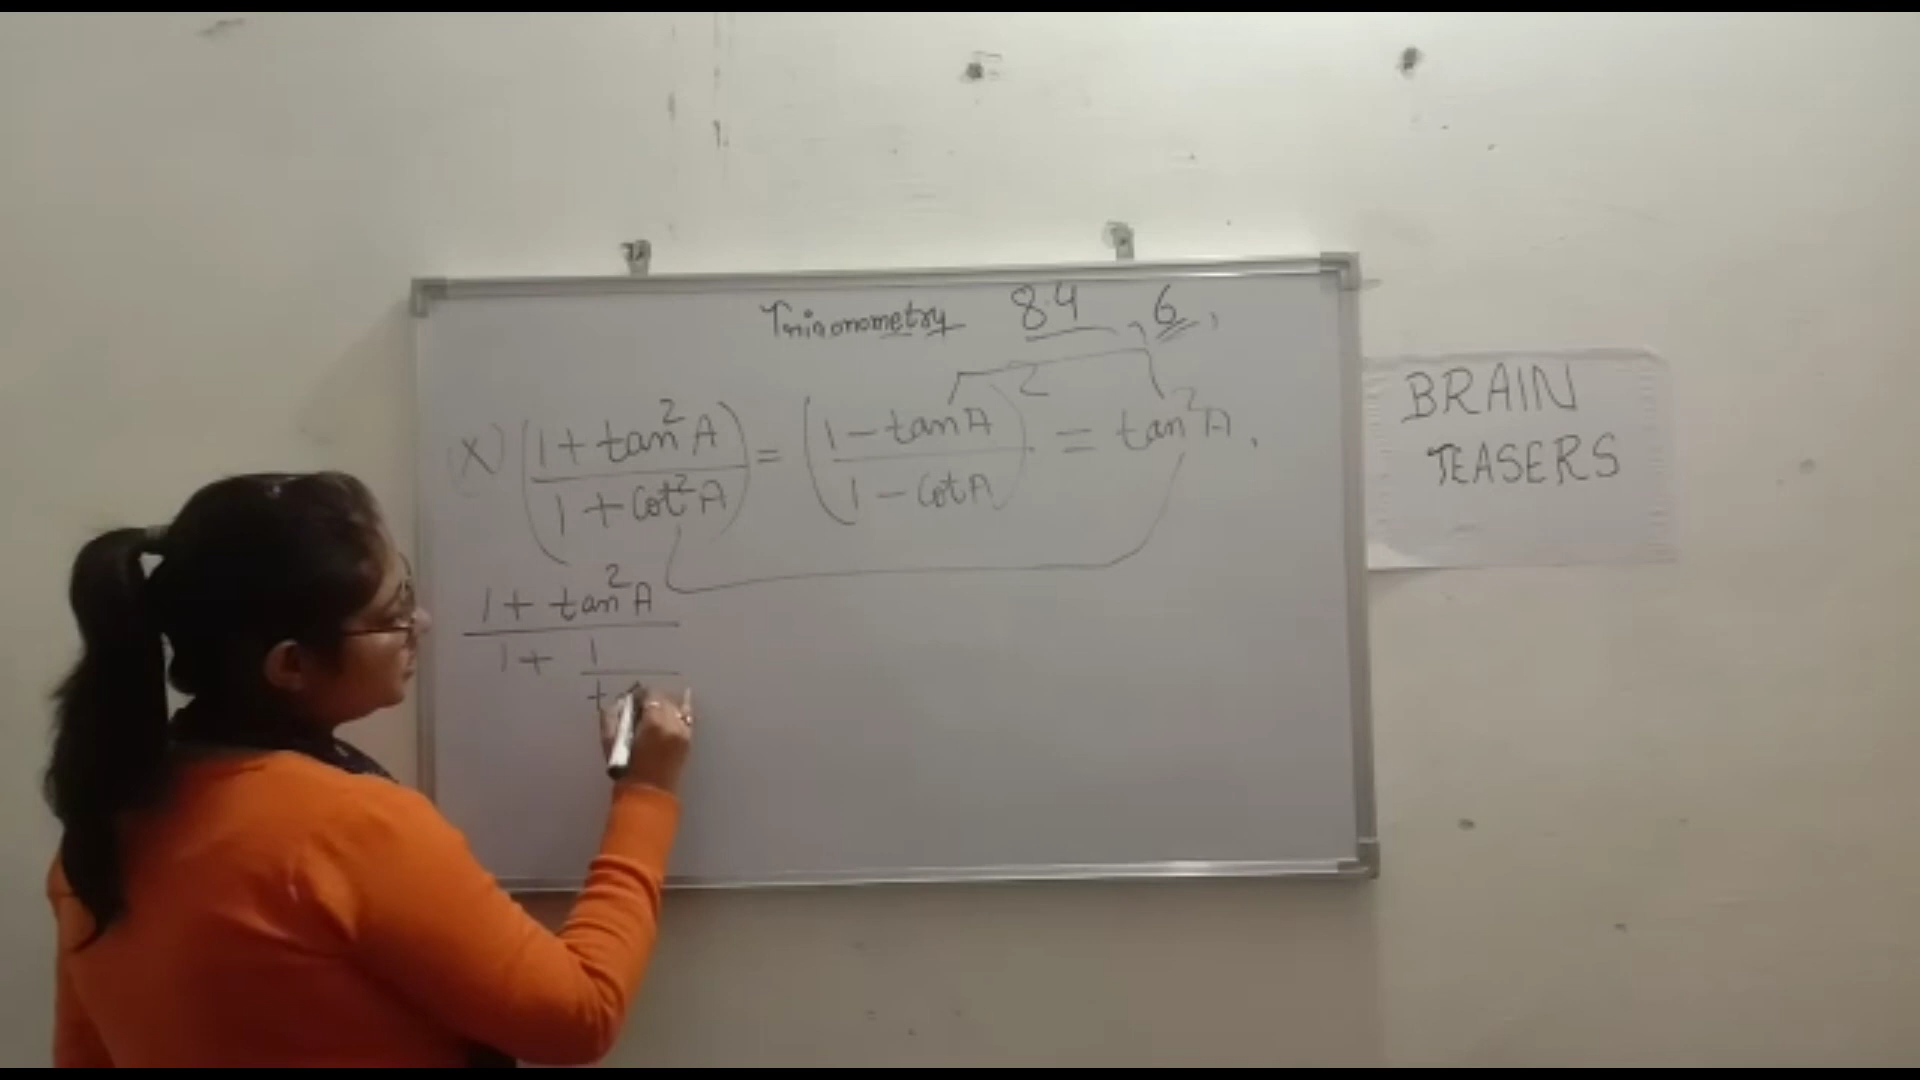 Trigonometry 8.4, 6,
X) (1 + tan²A / 1 + cot²A) = (1 - tanA / 1 - cotA)² = tan²A.
1 + tan²A
1 + 1
BRAIN
TEASERS